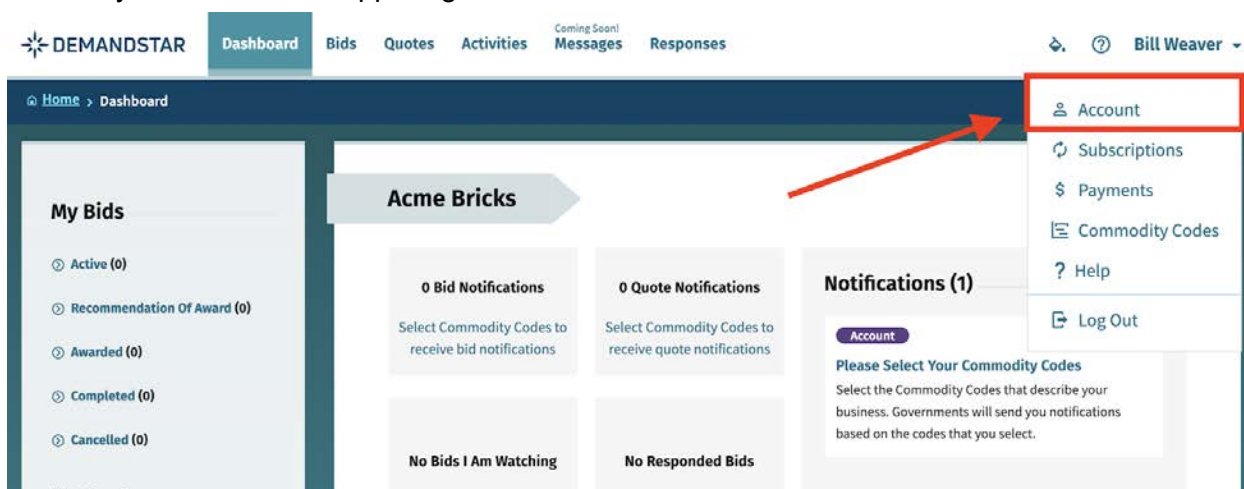 Coming Soon!
DEMANDSTAR Dashboard Bids Quotes Activities Messages Responses Bill Weaver
Home > Dashboard
Account
Subscriptions
$ Payments
Commodity Codes
? Help
Log Out
My Bids
Active (0)
Recommendation Of Award (0)
Awarded (0)
Completed (0)
Cancelled (0)
Acme Bricks
0 Bid Notifications
Select Commodity Codes to
receive bid notifications
0 Quote Notifications
Select Commodity Codes to
receive quote notifications
No Bids I Am Watching
No Responded Bids
Notifications (1)
Account
Please Select Your Commodity Codes
Select the Commodity Codes that describe your
business. Governments will send you notifications
based on the codes that you select.